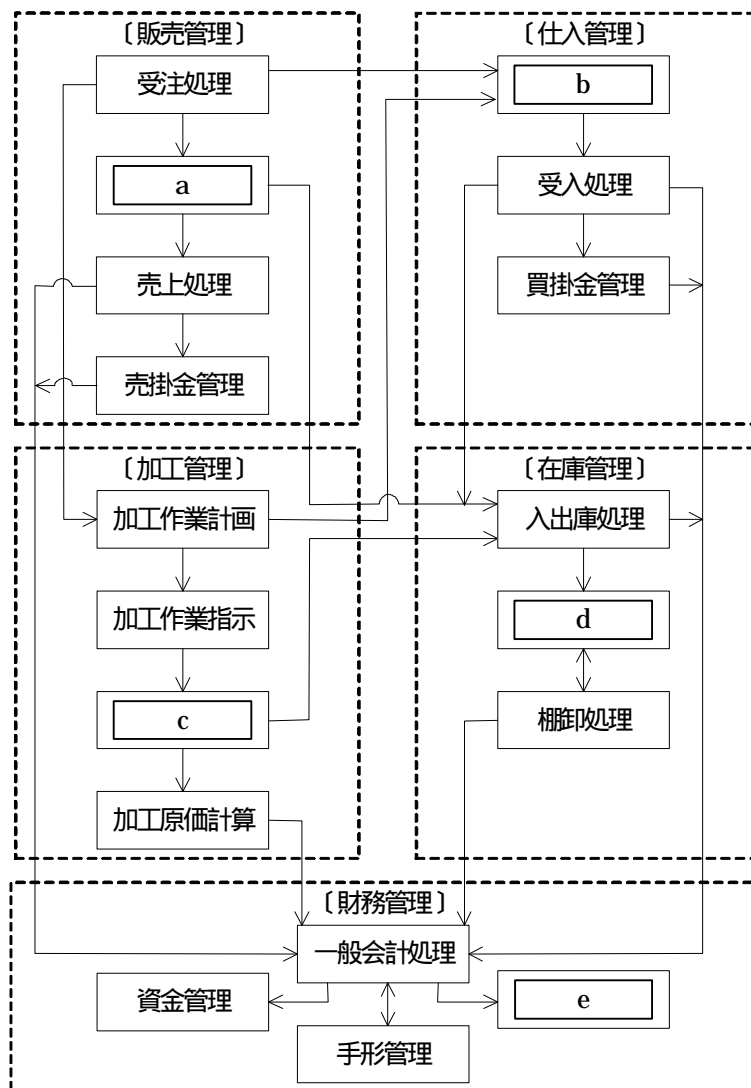 〔販売管理〕
受注処理
a
売上処理
売掛金管理
〔仕入管理〕
b
受入処理
買掛金管理
〔加工管理〕
加工作業計画
加工作業指示
c
加工原価計算
〔在庫管理〕
入出庫処理
d
棚卸処理
〔財務管理〕
一般会計処理
資金管理
e
手形管理